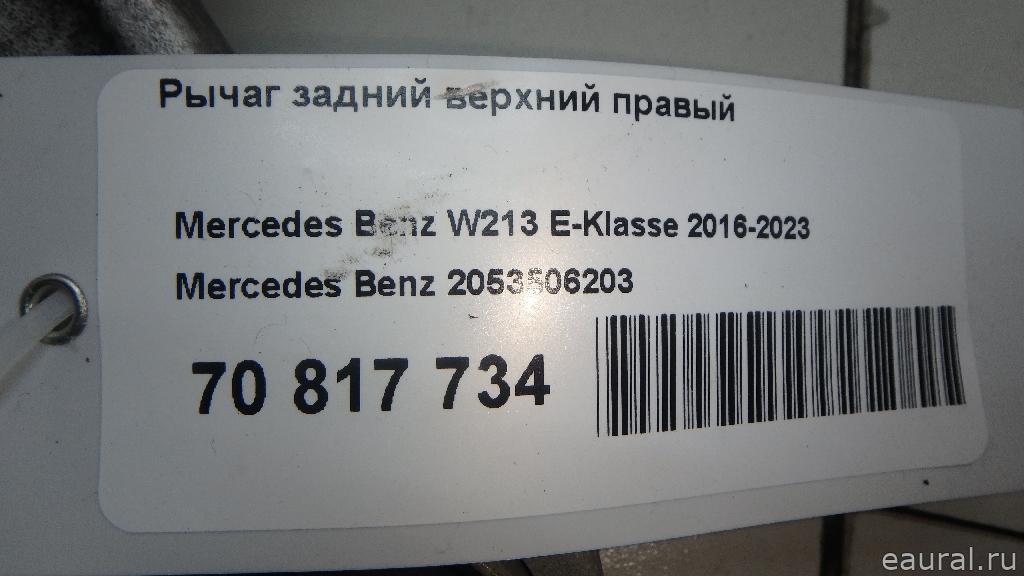 Рычаг задний верхний правый
Mercedes Benz W213 E-Klasse 2016-2023
Mercedes Benz 2053506203
70 817 734
eaural.ru